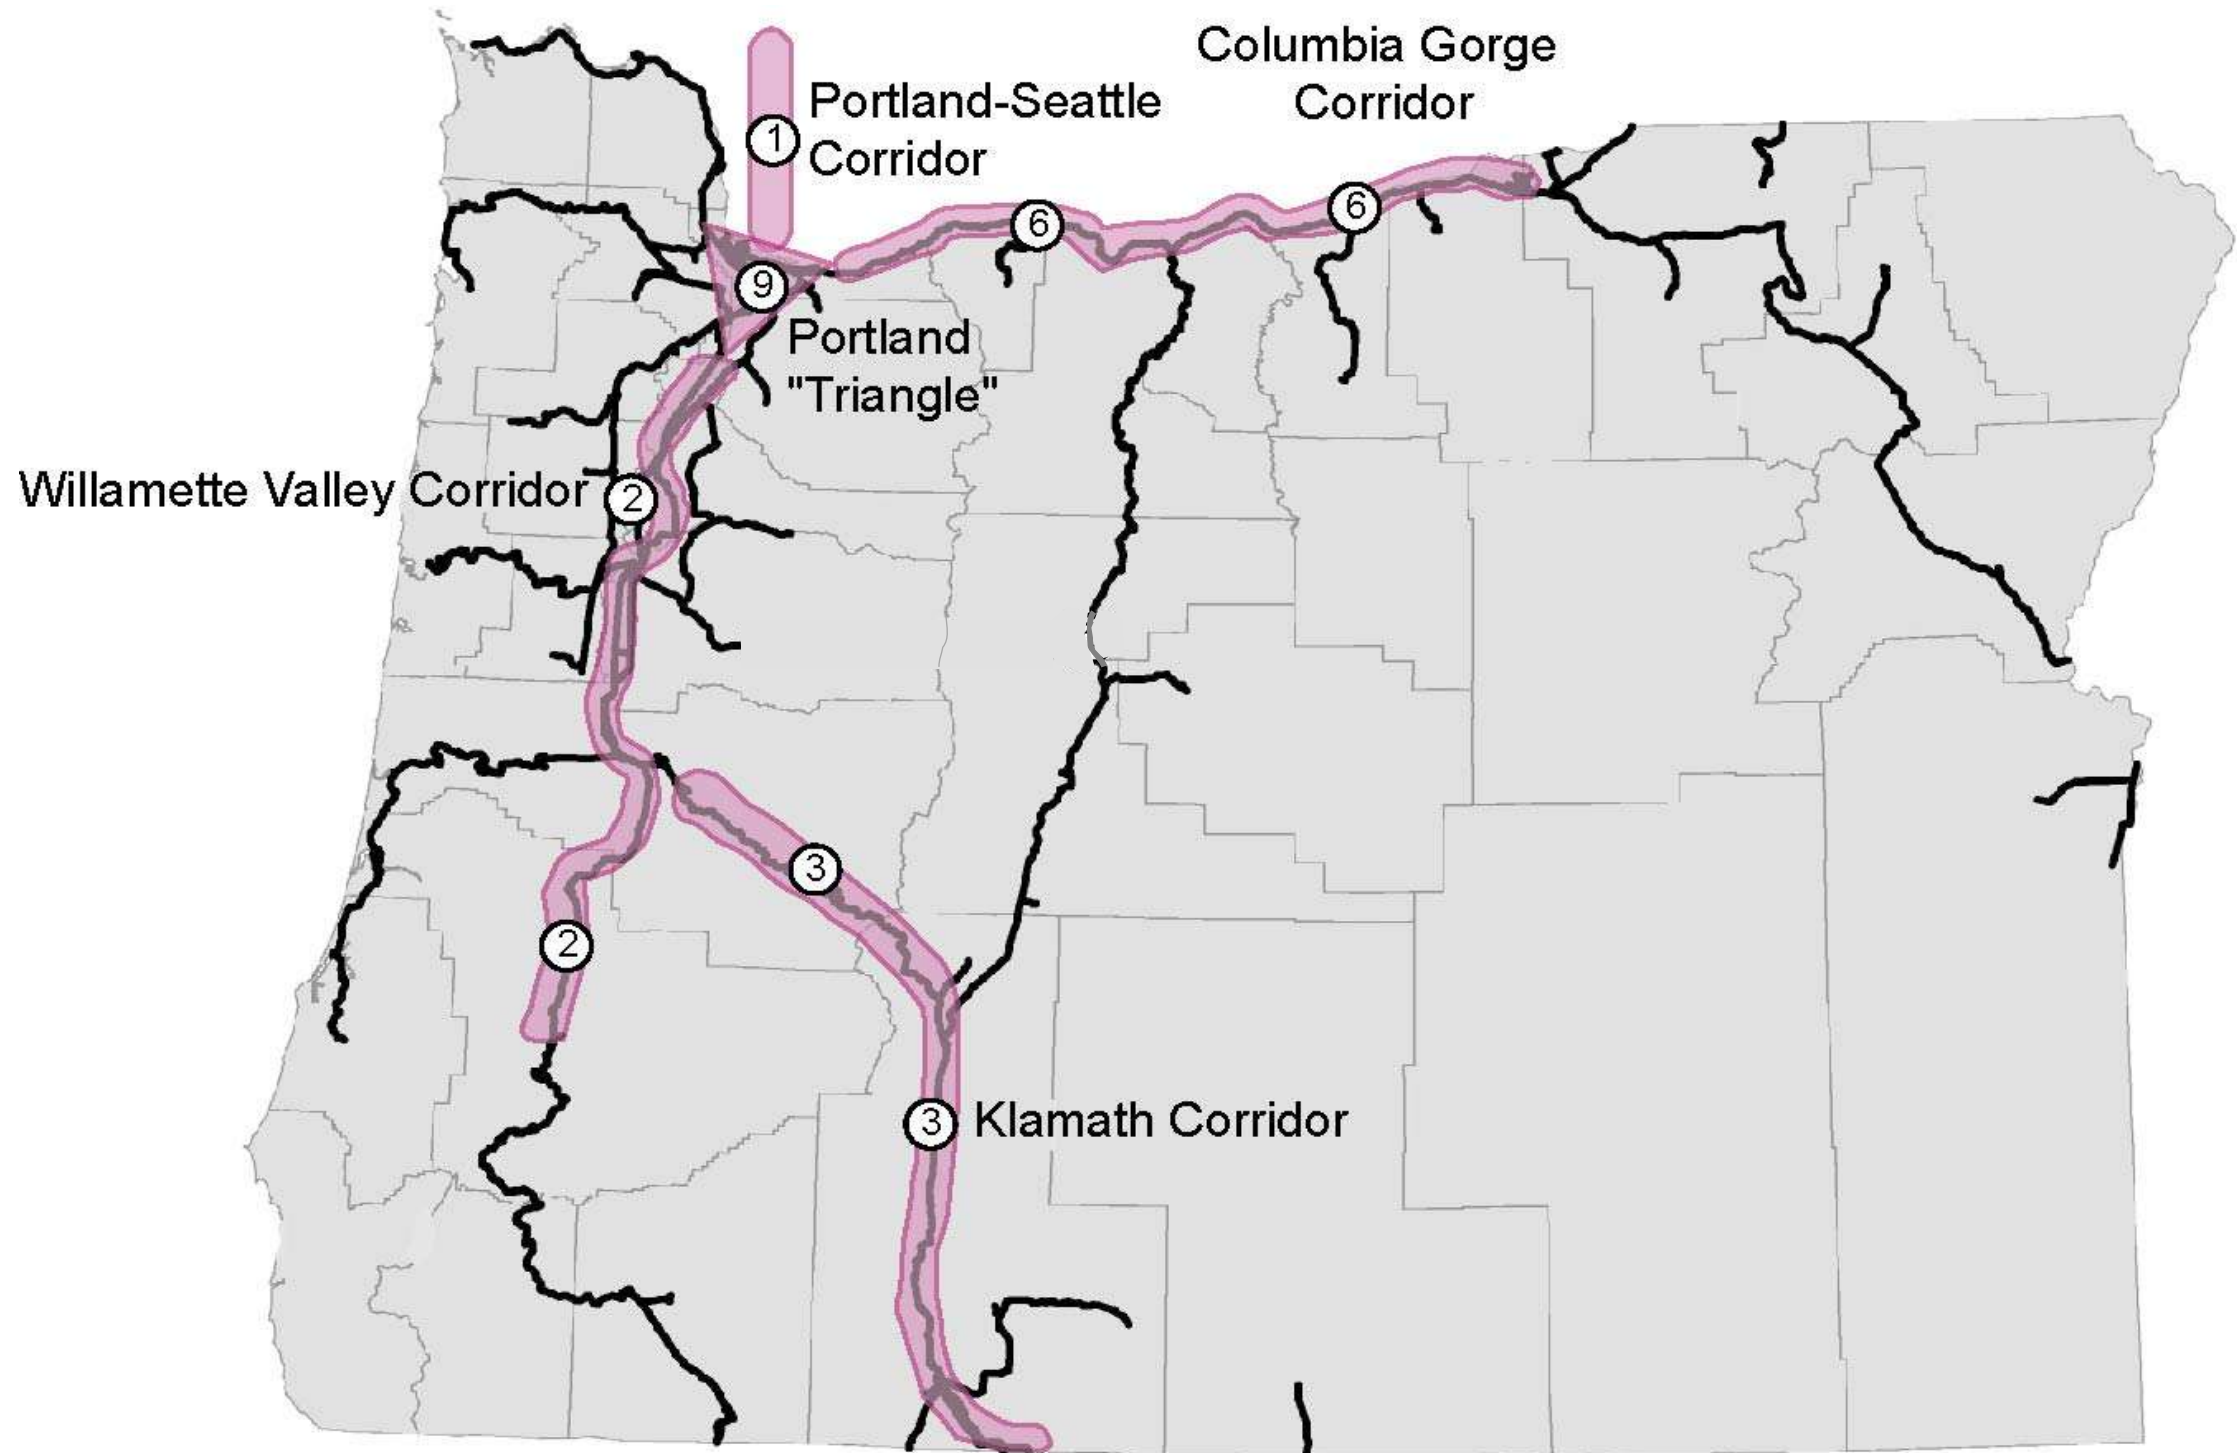 Columbia Gorge
Corridor
Portland-Seattle
1
Corridor
6
6
9
Portland
"Triangle"
Willamette Valley Corridor
2
3
2
3
Klamath Corridor